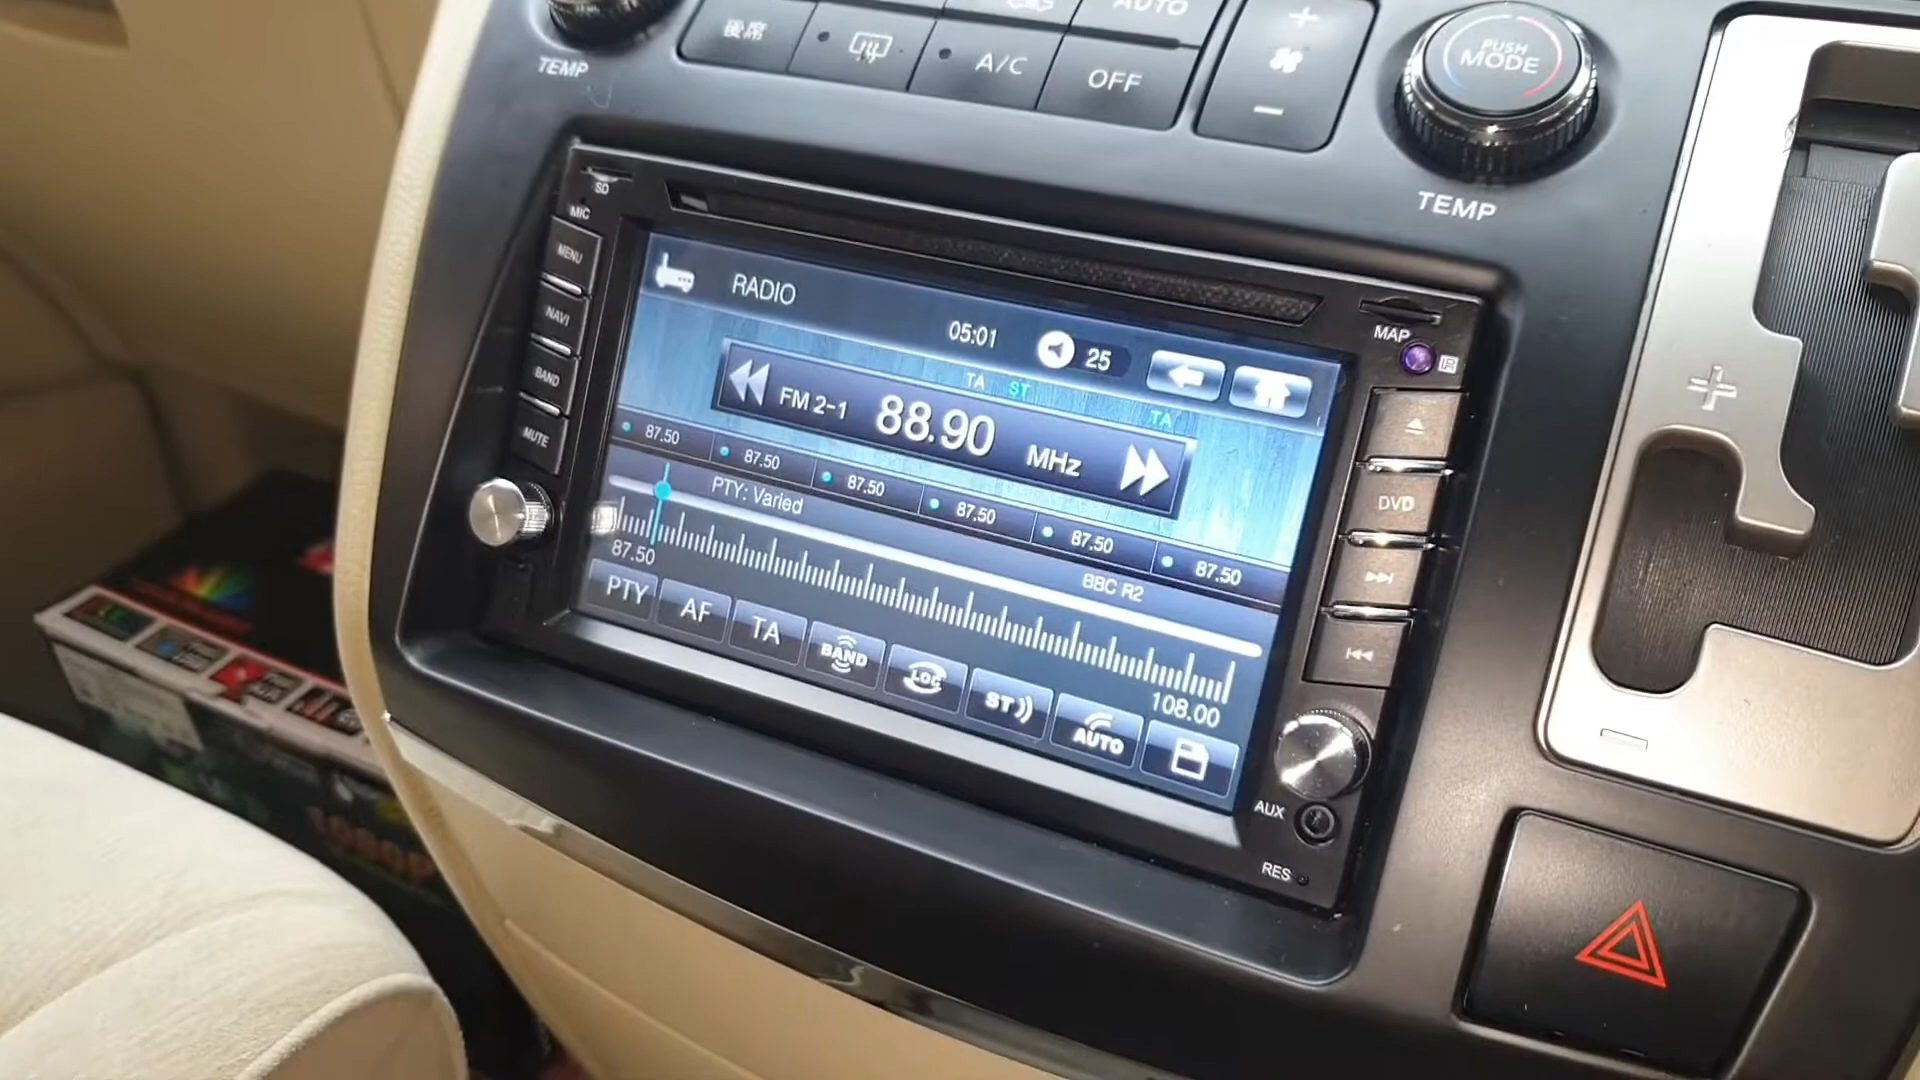 AUTO
後席
A/C
OFF
+
−
PUSH
MODE
TEMP
TEMP
SD
MIC
MENU
NAVI
BAND
MUTE
RADIO
05:01
25
MAP
IR
TA ST
TA
FM 2-1
88.90
MHz
87.50
87.50
87.50
87.50
87.50
87.50
PTY: Varied
BBC R2
87.50
108.00
PTY
AF
TA
BAND
LOC
ST
AUTO
DVD
AUX
RES
+
−
1080P